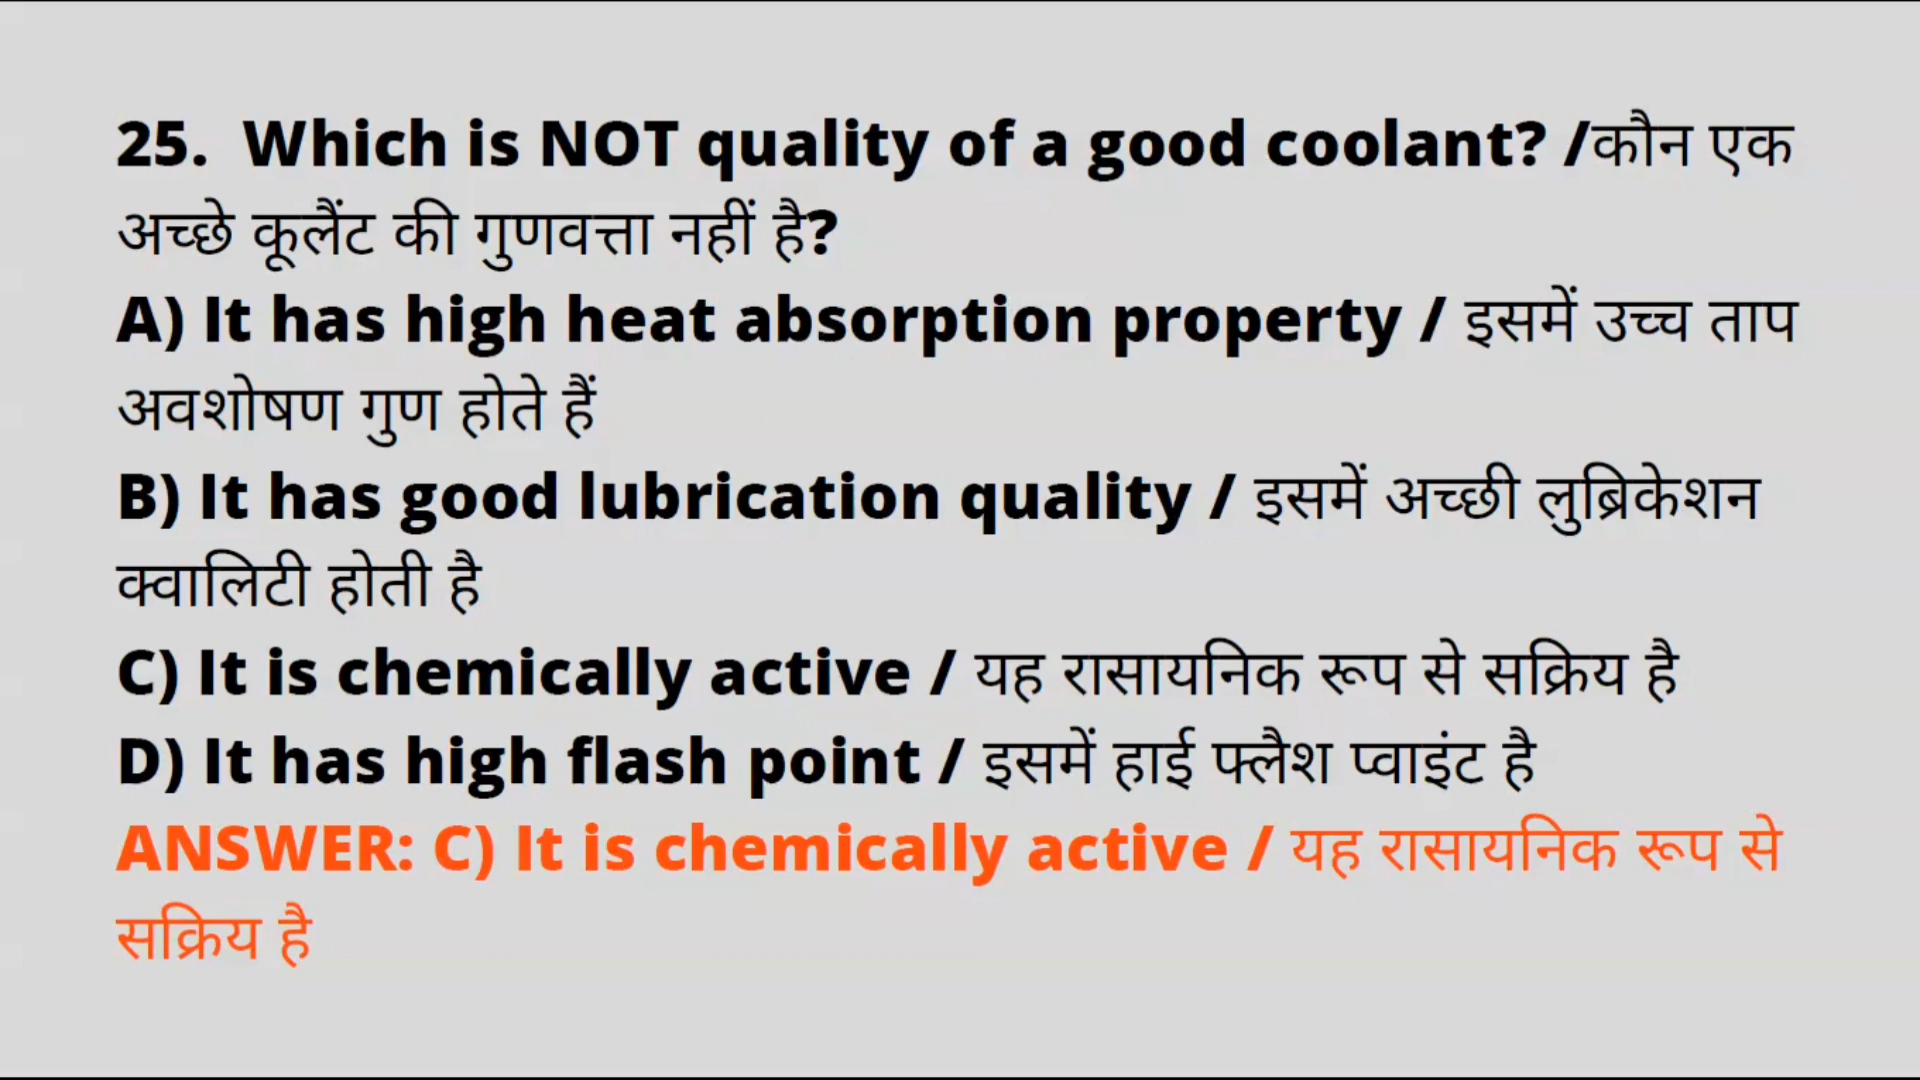 25. Which is NOT quality of a good coolant? /कौन एक
अच्छे कूलैंट की गुणवत्ता नहीं है?
A) It has high heat absorption property / इसमें उच्च ताप
अवशोषण गुण होते हैं
B) It has good lubrication quality / इसमें अच्छी लुब्रिकेशन
क्वालिटी होती है
C) It is chemically active / यह रासायनिक रूप से सक्रिय है
D) It has high flash point / इसमें हाई फ्लैश प्वाइंट है
ANSWER: C) It is chemically active / यह रासायनिक रूप से
सक्रिय है